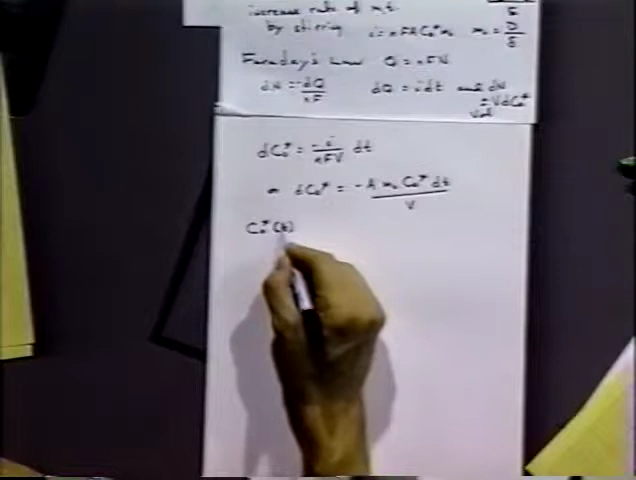 increase rate of m.t.
by stirring i = nFAC₀*m₀ m₀ = D/δ
Faraday's Law Q = nFN
dN = -dQ/nF dQ = idt and dN = VdC₀*
dC₀* = -i/nFV dt
or dC₀* = -A m₀ C₀* dt/V
C₀*(t)